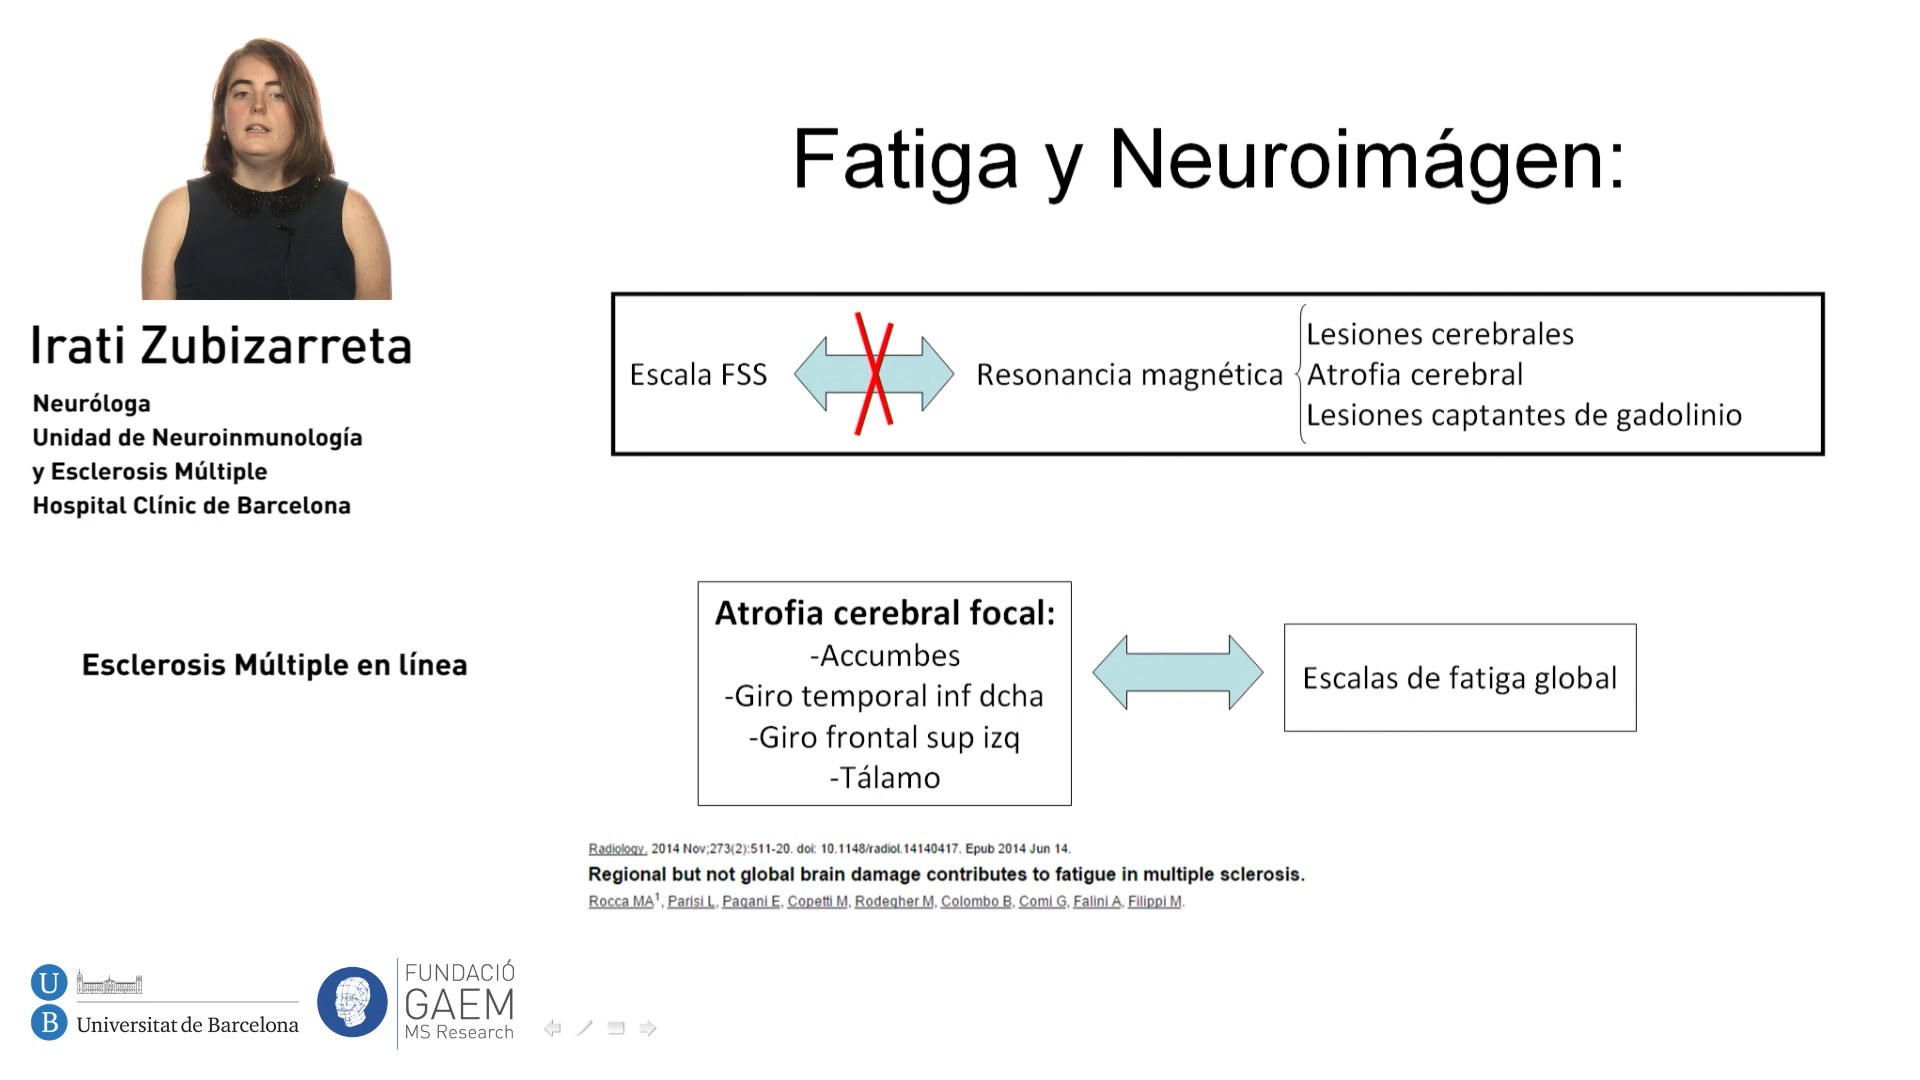 Fatiga y Neuroimágen:
Irati Zubizarreta
Neuróloga
Unidad de Neuroinmunología
y Esclerosis Múltiple
Hospital Clínic de Barcelona
Esclerosis Múltiple en línea
Escala FSS
Resonancia magnética
Lesiones cerebrales
Atrofia cerebral
Lesiones captantes de gadolinio
Atrofia cerebral focal:
-Accumbes
-Giro temporal inf dcha
-Giro frontal sup izq
-Tálamo
Escalas de fatiga global
Radiology. 2014 Nov;273(2):511-20. doi: 10.1148/radiol.14140417. Epub 2014 Jun 14.
Regional but not global brain damage contributes to fatigue in multiple sclerosis.
Rocca MA1, Parisi L, Pagani E, Copetti M, Rodegher M, Colombo B, Comi G, Falini A, Filippi M.
U
B
Universitat de Barcelona
FUNDACIÓ
GAEM
MS Research